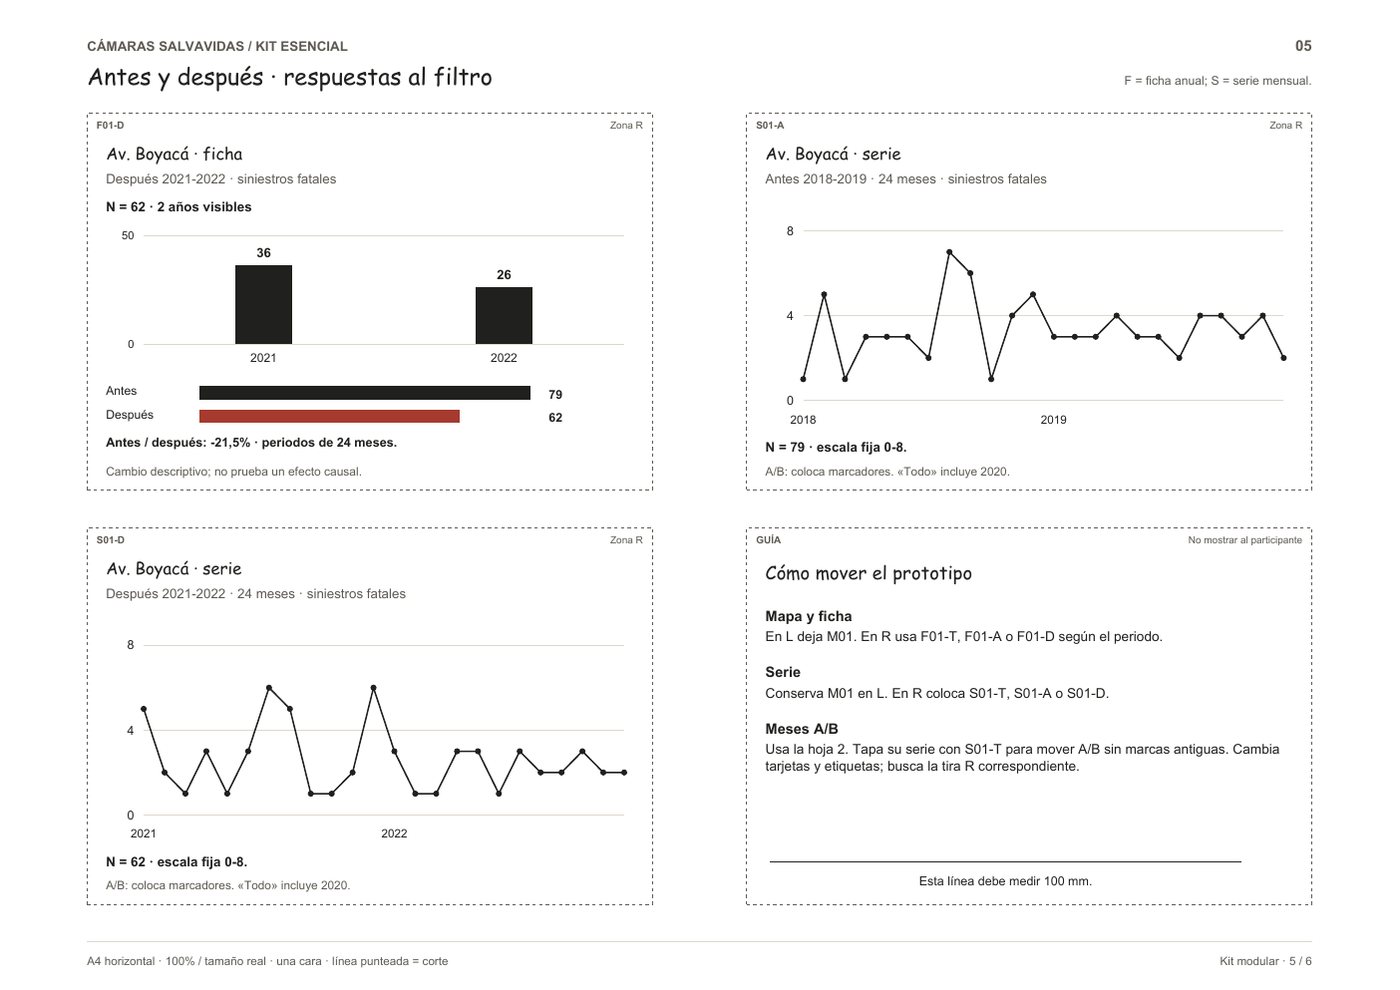 CÁMARAS SALVAVIDAS / KIT ESENCIAL
05
Antes y después · respuestas al filtro
F = ficha anual; S = serie mensual.
F01-D
Zona R
Av. Boyacá · ficha
Después 2021-2022 · siniestros fatales
N = 62 · 2 años visibles
50
36
26
0
2021
2022
Antes
79
Después
62
Antes / después: -21,5% · periodos de 24 meses.
Cambio descriptivo; no prueba un efecto causal.
S01-A
Zona R
Av. Boyacá · serie
Antes 2018-2019 · 24 meses · siniestros fatales
8
4
0
2018
2019
N = 79 · escala fija 0-8.
A/B: coloca marcadores. «Todo» incluye 2020.
S01-D
Zona R
Av. Boyacá · serie
Después 2021-2022 · 24 meses · siniestros fatales
8
4
0
2021
2022
N = 62 · escala fija 0-8.
A/B: coloca marcadores. «Todo» incluye 2020.
GUÍA
No mostrar al participante
Cómo mover el prototipo
Mapa y ficha
En L deja M01. En R usa F01-T, F01-A o F01-D según el periodo.
Serie
Conserva M01 en L. En R coloca S01-T, S01-A o S01-D.
Meses A/B
Usa la hoja 2. Tapa su serie con S01-T para mover A/B sin marcas antiguas. Cambia
tarjetas y etiquetas; busca la tira R correspondiente.
Esta línea debe medir 100 mm.
A4 horizontal · 100% / tamaño real · una cara · línea punteada = corte
Kit modular · 5 / 6